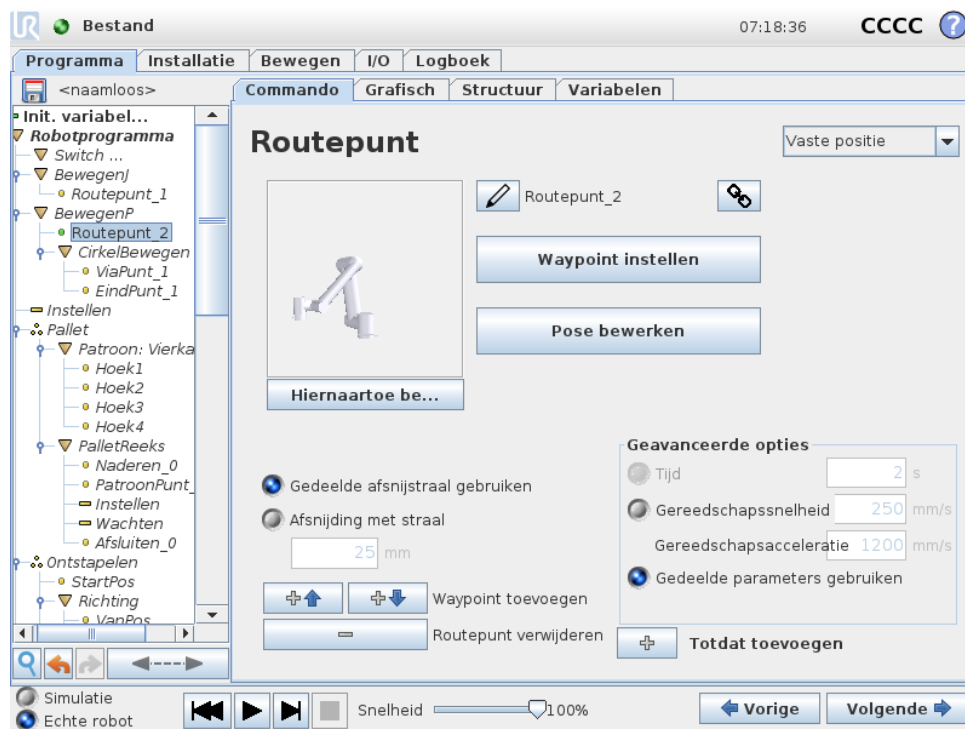 UR Bestand 07:18:36 CCCC ?
Programma Installatie Bewegen I/O Logboek
<naamloos>
Commando Grafisch Structuur Variabelen
Init. variabel...
Robotprogramma
Switch ...
BewegenJ
Routepunt_1
BewegenP
Routepunt_2
CirkelBewegen
ViaPunt_1
EindPunt_1
Instellen
Pallet
Patroon: Vierka
Hoek1
Hoek2
Hoek3
Hoek4
PalletReeks
Naderen_0
PatroonPunt_
Instellen
Wachten
Afsluiten_0
Ontstapelen
StartPos
Richting
VanPos
Routepunt
Vaste positie
Routepunt_2
Waypoint instellen
Pose bewerken
Hiernaartoe be...
Gedeelde afsnijstraal gebruiken
Afsnijding met straal
25 mm
Waypoint toevoegen
Routepunt verwijderen
Geavanceerde opties
Tijd 2 s
Gereedschapssnelheid 250 mm/s
Gereedschapsacceleratie 1200 mm/s
Gedeelde parameters gebruiken
Totdat toevoegen
Simulatie
Echte robot
Snelheid 100%
Vorige Volgende